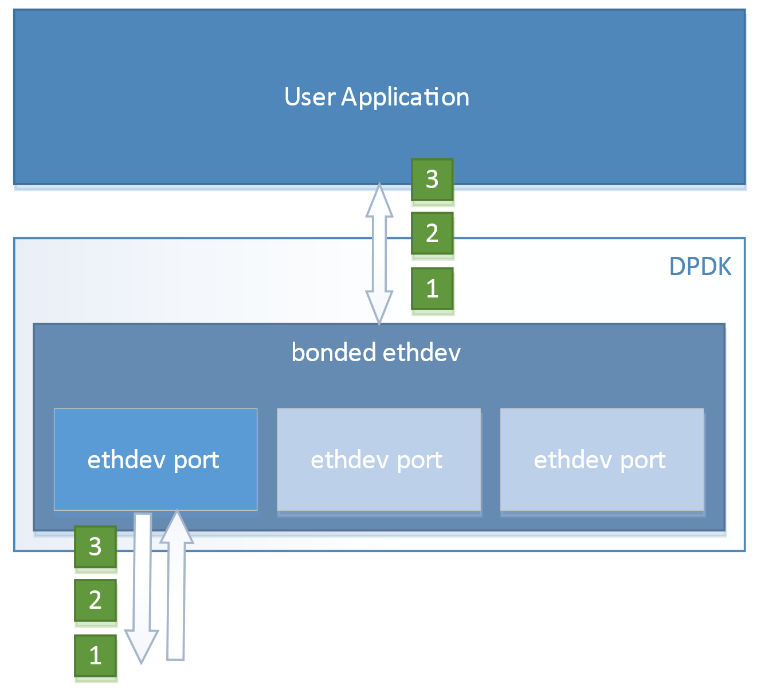 User Application
3
2
1
DPDK
bonded ethdev
ethdev port
ethdev port
ethdev port
3
2
1